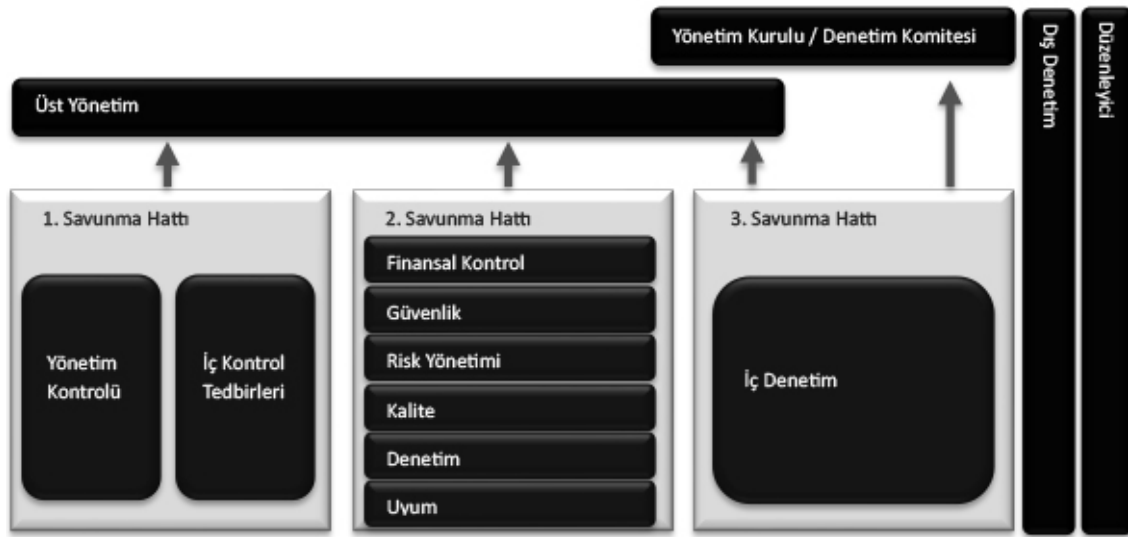 Yönetim Kurulu / Denetim Komitesi
Dış Denetim
Düzenleyici
Üst Yönetim
1. Savunma Hattı
Yönetim
Kontrolü
İç Kontrol
Tedbirleri
2. Savunma Hattı
Finansal Kontrol
Güvenlik
Risk Yönetimi
Kalite
Denetim
Uyum
3. Savunma Hattı
İç Denetim